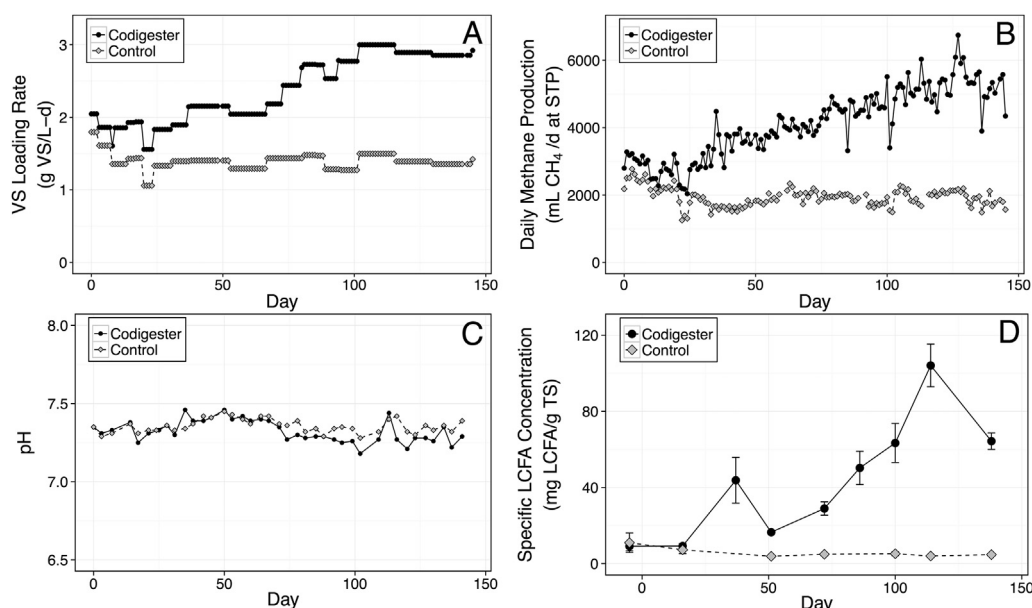 Codigester
Control
A
VS Loading Rate
(g VS/L–d)
3
2
1
0
0
50
100
150
Day
Codigester
Control
B
Daily Methane Production
(mL CH4 /d at STP)
6000
4000
2000
0
0
50
100
150
Day
Codigester
Control
C
pH
8.0
7.5
7.0
6.5
0
50
100
150
Day
Codigester
Control
D
Specific LCFA Concentration
(mg LCFA/g TS)
120
80
40
0
0
50
100
150
Day